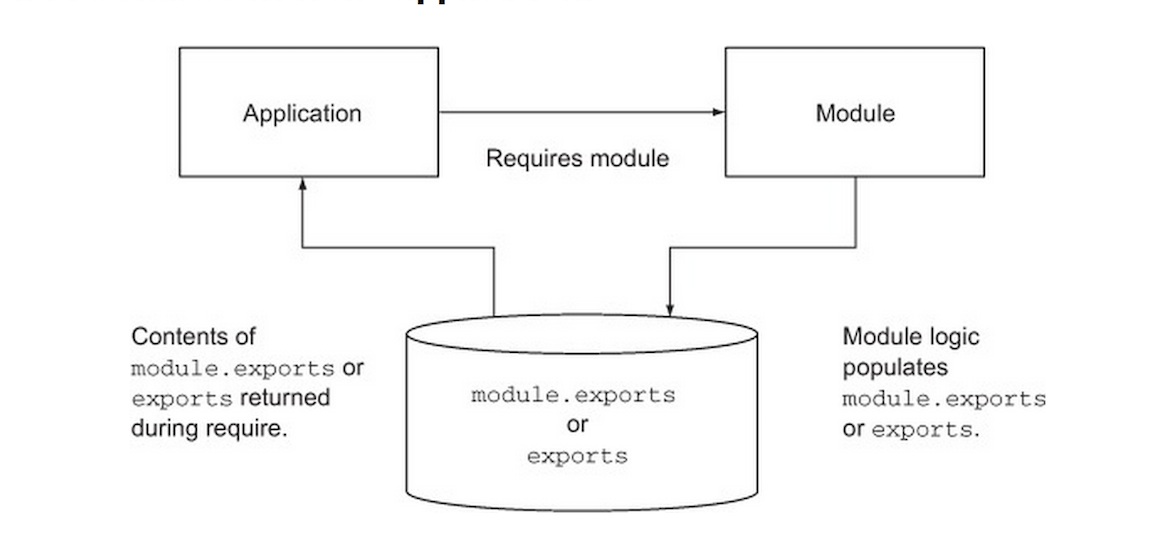 Application
Module
Requires module
Contents of
module.exports or
exports returned
during require.
module.exports
or
exports
Module logic
populates
module.exports
or exports.